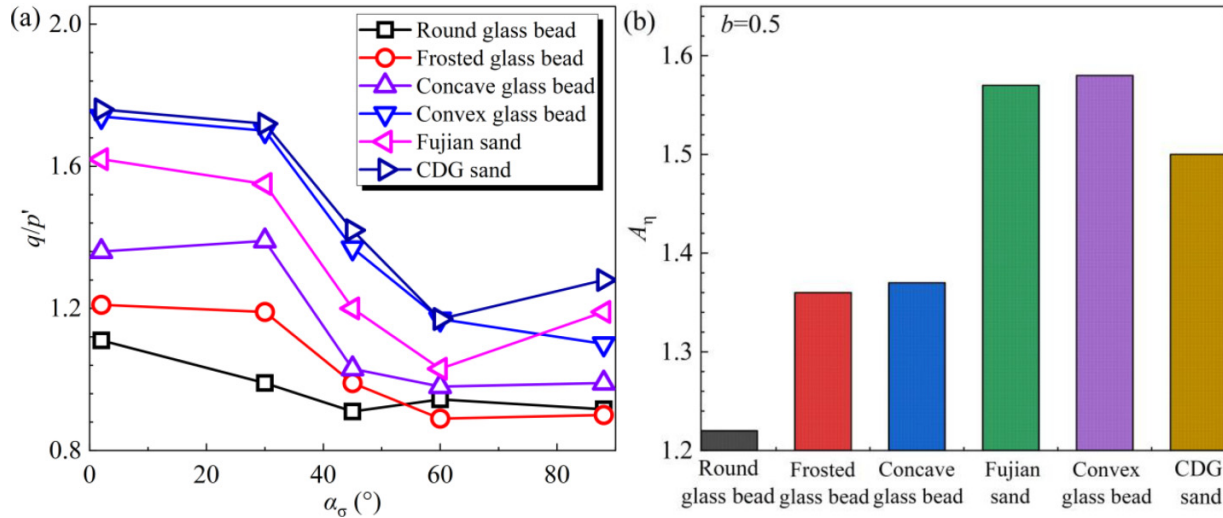 (a)
2.0
1.6
1.2
0.8
q/p'
0 20 40 60 80
α_σ (°)
Round glass bead
Frosted glass bead
Concave glass bead
Convex glass bead
Fujian sand
CDG sand
(b)
b=0.5
1.6
1.5
1.4
1.3
1.2
A_η
Round Frosted Concave Fujian Convex CDG
glass bead glass bead glass bead sand glass bead sand